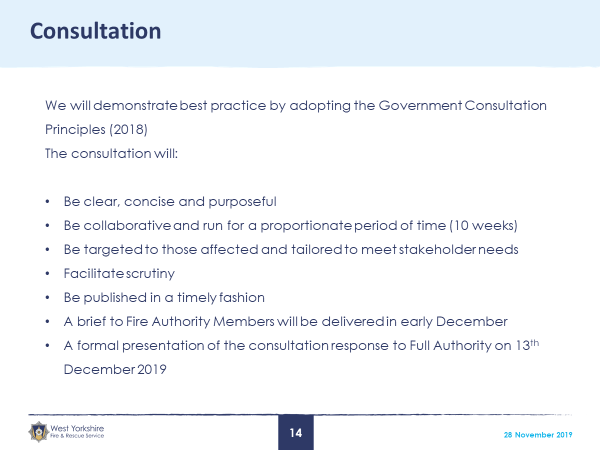 Consultation
We will demonstrate best practice by adopting the Government Consultation
Principles (2018)
The consultation will:
• Be clear, concise and purposeful
• Be collaborative and run for a proportionate period of time (10 weeks)
• Be targeted to those affected and tailored to meet stakeholder needs
• Facilitate scrutiny
• Be published in a timely fashion
• A brief to Fire Authority Members will be delivered in early December
• A formal presentation of the consultation response to Full Authority on 13th
December 2019
West Yorkshire
Fire & Rescue Service
14
28 November 2019